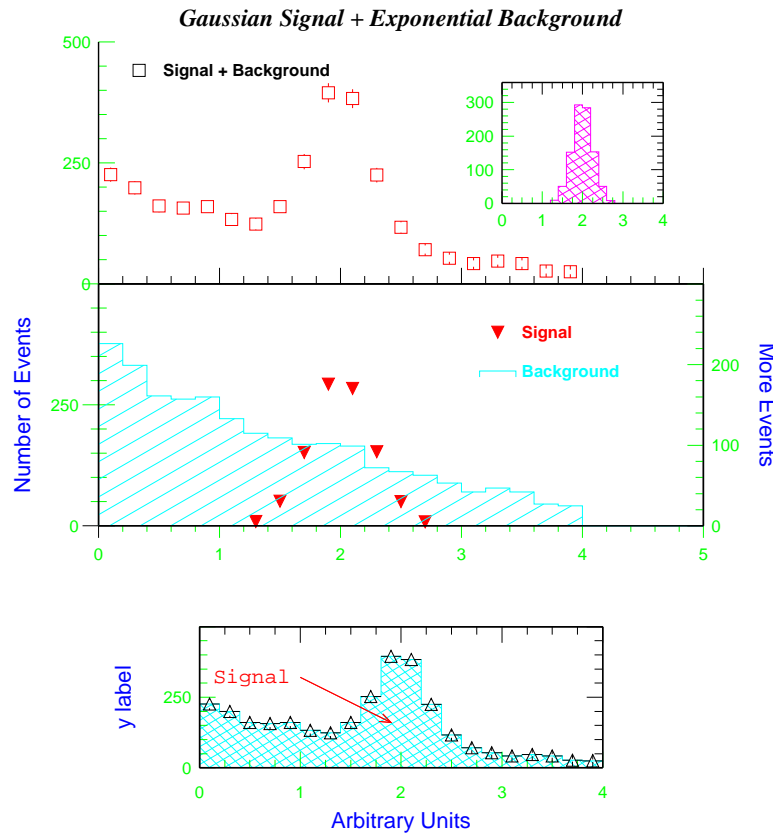 Gaussian Signal + Exponential Background
500
250
0
Signal + Background
300
200
100
0
0 1 2 3 4
Number of Events
250
0
Signal
Background
200
100
0
More Events
0 1 2 3 4 5
y label
250
0
Signal
0 1 2 3 4
Arbitrary Units